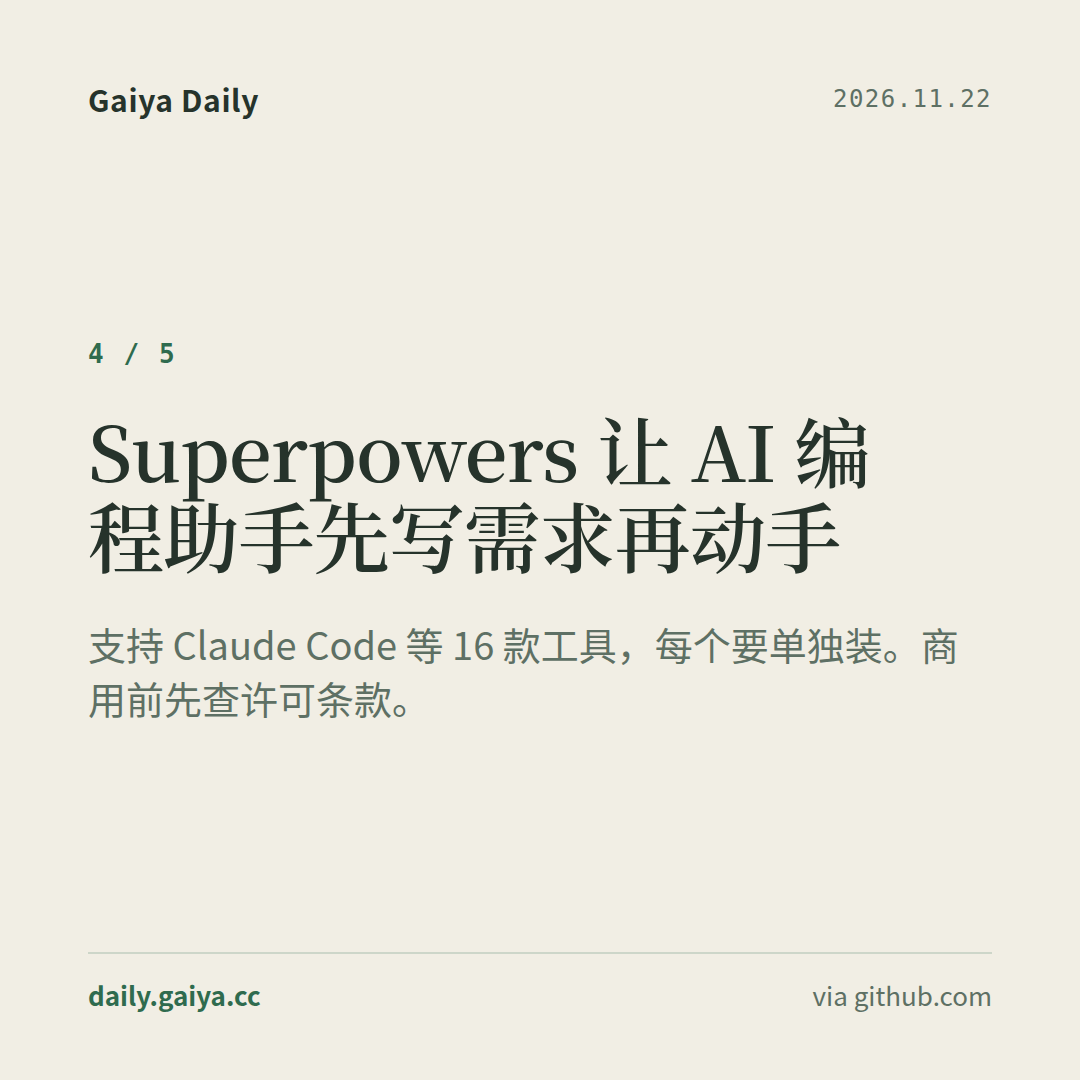 Gaiya Daily
2026.11.22
4 / 5
Superpowers 让 AI 编
程助手先写需求再动手
支持 Claude Code 等 16 款工具，每个要单独装。商
用前先查许可条款。
daily.gaiya.cc
via github.com